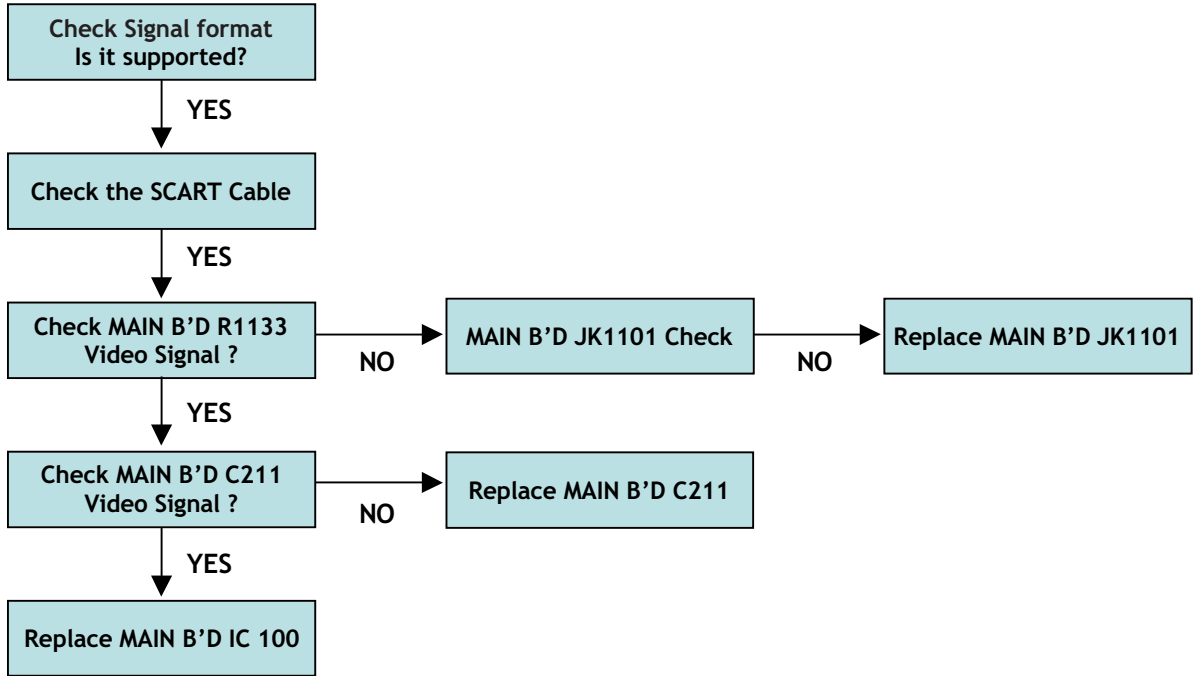 Check Signal format
Is it supported?
YES
Check the SCART Cable
YES
Check MAIN B’D R1133
Video Signal ?
NO
MAIN B’D JK1101 Check
NO
Replace MAIN B’D JK1101
YES
Check MAIN B’D C211
Video Signal ?
NO
Replace MAIN B’D C211
YES
Replace MAIN B’D IC 100